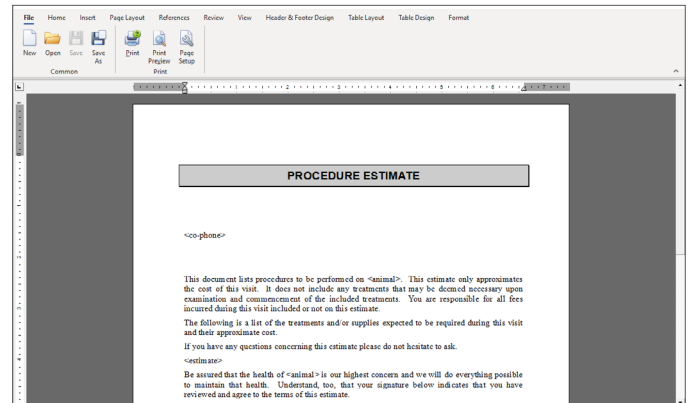 File Home Insert Page Layout References Review View Header & Footer Design Table Layout Table Design Format
New Open Save Save As Print Print Preview Page Setup
Common Print
1 2 3 4 5 6 7
PROCEDURE ESTIMATE
<co-phone>
This document lists procedures to be performed on <animal>. This estimate only approximates
the cost of this visit. It does not include any treatments that may be deemed necessary upon
examination and commencement of the included treatments. You are responsible for all fees
incurred during this visit included or not on this estimate.
The following is a list of the treatments and/or supplies expected to be required during this visit
and their approximate cost.
If you have any questions concerning this estimate please do not hesitate to ask.
<estimate>
Be assured that the health of <animal> is our highest concern and we will do everything possible
to maintain that health. Understand, too, that your signature below indicates that you have
reviewed and agree to the terms of this estimate.